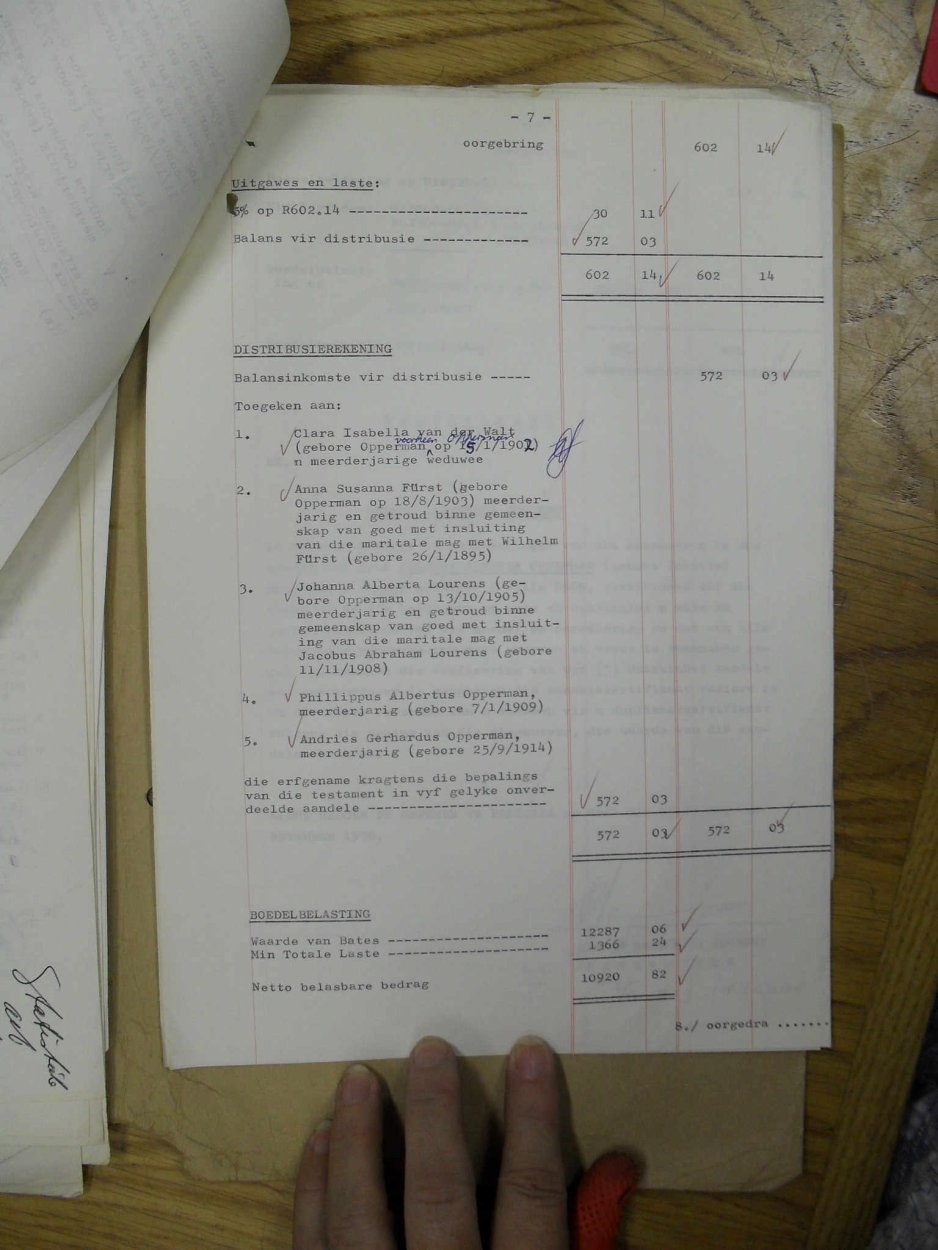 - 7 -
oorgebring 602 14
Uitgawes en laste:
5% op R602.14 -------------------- 30 11
Balans vir distribusie ------------- 572 03
602 14 602 14
DISTRIBUSIEREKENING
Balansinkomste vir distribusie ----- 572 03
Toegeken aan:
1. Clara Isabella van der Walt
voorheen Opperman
(gebore Opperman op 15/1/1902)
n meerderjarige weduwee
2. Anna Susanna Fürst (gebore
Opperman op 18/8/1903) meerder-
jarig en getroud binne gemeen-
skap van goed met insluiting
van die maritale mag met Wilhelm
Fürst (gebore 26/1/1895)
3. Johanna Alberta Lourens (ge-
bore Opperman op 13/10/1905)
meerderjarig en getroud binne
gemeenskap van goed met insluit-
ing van die maritale mag met
Jacobus Abraham Lourens (gebore
11/11/1908)
4. Phillippus Albertus Opperman,
meerderjarig (gebore 7/1/1909)
5. Andries Gerhardus Opperman,
meerderjarig (gebore 25/9/1914)
die erfgename kragtens die bepalings
van die testament in vyf gelyke onver-
deelde aandele -------------------- 572 03
572 03 572 03
BOEDELBELASTING
Waarde van Bates ------------------ 12287 06
Min Totale Laste ------------------ 1366 24
Netto belasbare bedrag 10920 82
8./ oorgedra .......